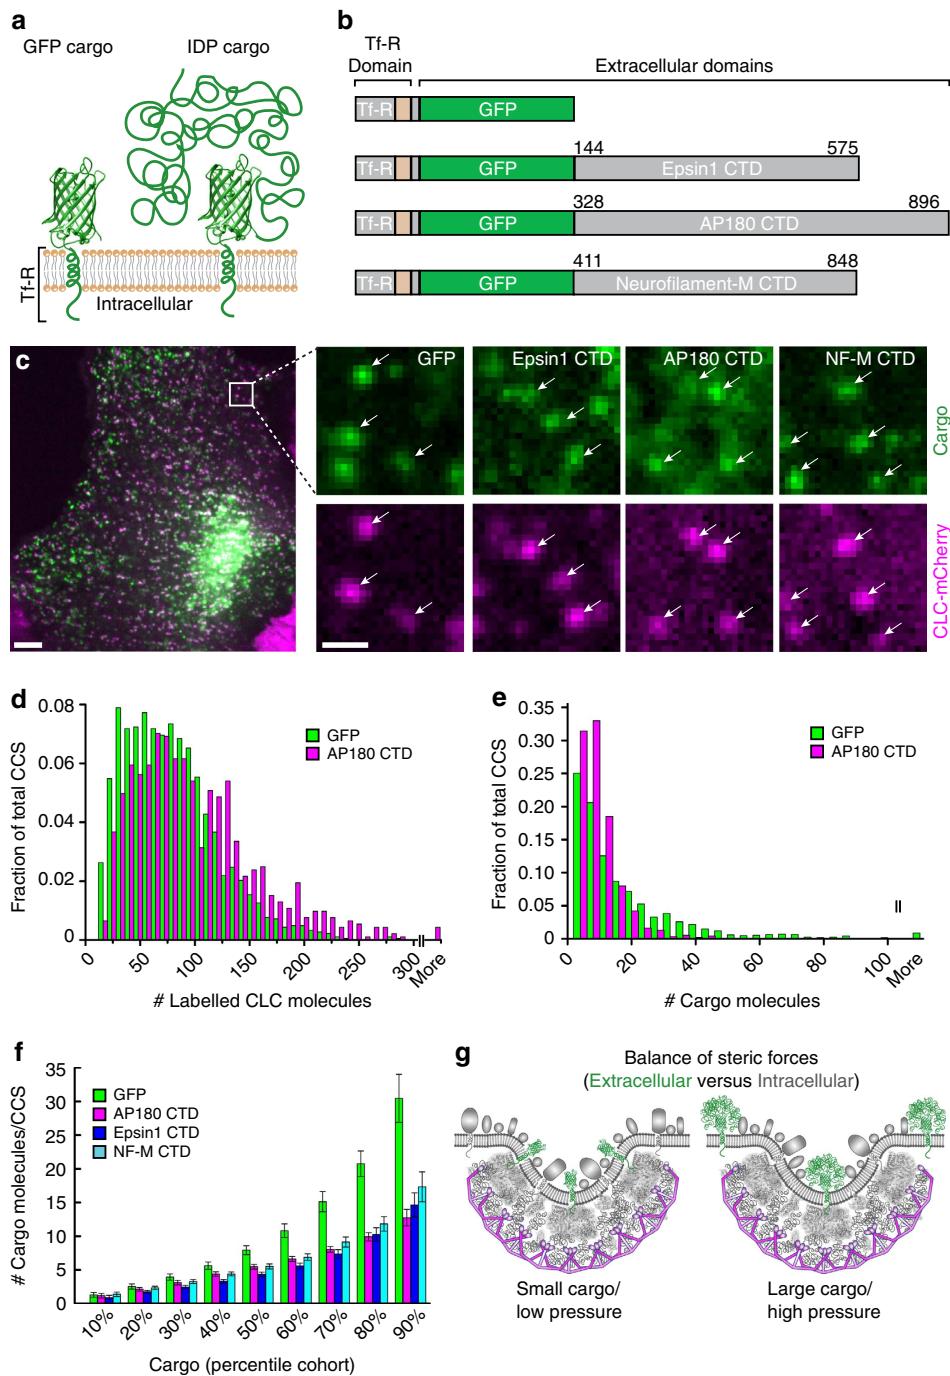 a
GFP cargo
IDP cargo
Tf-R
Intracellular
b
Tf-R
Domain
Extracellular domains
Tf-R
GFP
144
575
Tf-R
GFP
Epsin1 CTD
328
896
Tf-R
GFP
AP180 CTD
411
848
Tf-R
GFP
Neurofilament-M CTD
c
GFP
Epsin1 CTD
AP180 CTD
NF-M CTD
Cargo
CLC-mCherry
d
0.08
0.06
0.04
0.02
0
Fraction of total CCS
GFP
AP180 CTD
0
50
100
150
200
250
300
More
# Labelled CLC molecules
e
0.35
0.30
0.25
0.20
0.15
0.10
0.05
0
Fraction of total CCS
GFP
AP180 CTD
0
20
40
60
80
100
More
# Cargo molecules
f
35
30
25
20
15
10
5
0
# Cargo molecules/CCS
GFP
AP180 CTD
Epsin1 CTD
NF-M CTD
10%
20%
30%
40%
50%
60%
70%
80%
90%
Cargo (percentile cohort)
g
Balance of steric forces
(Extracellular versus Intracellular)
Small cargo/
low pressure
Large cargo/
high pressure